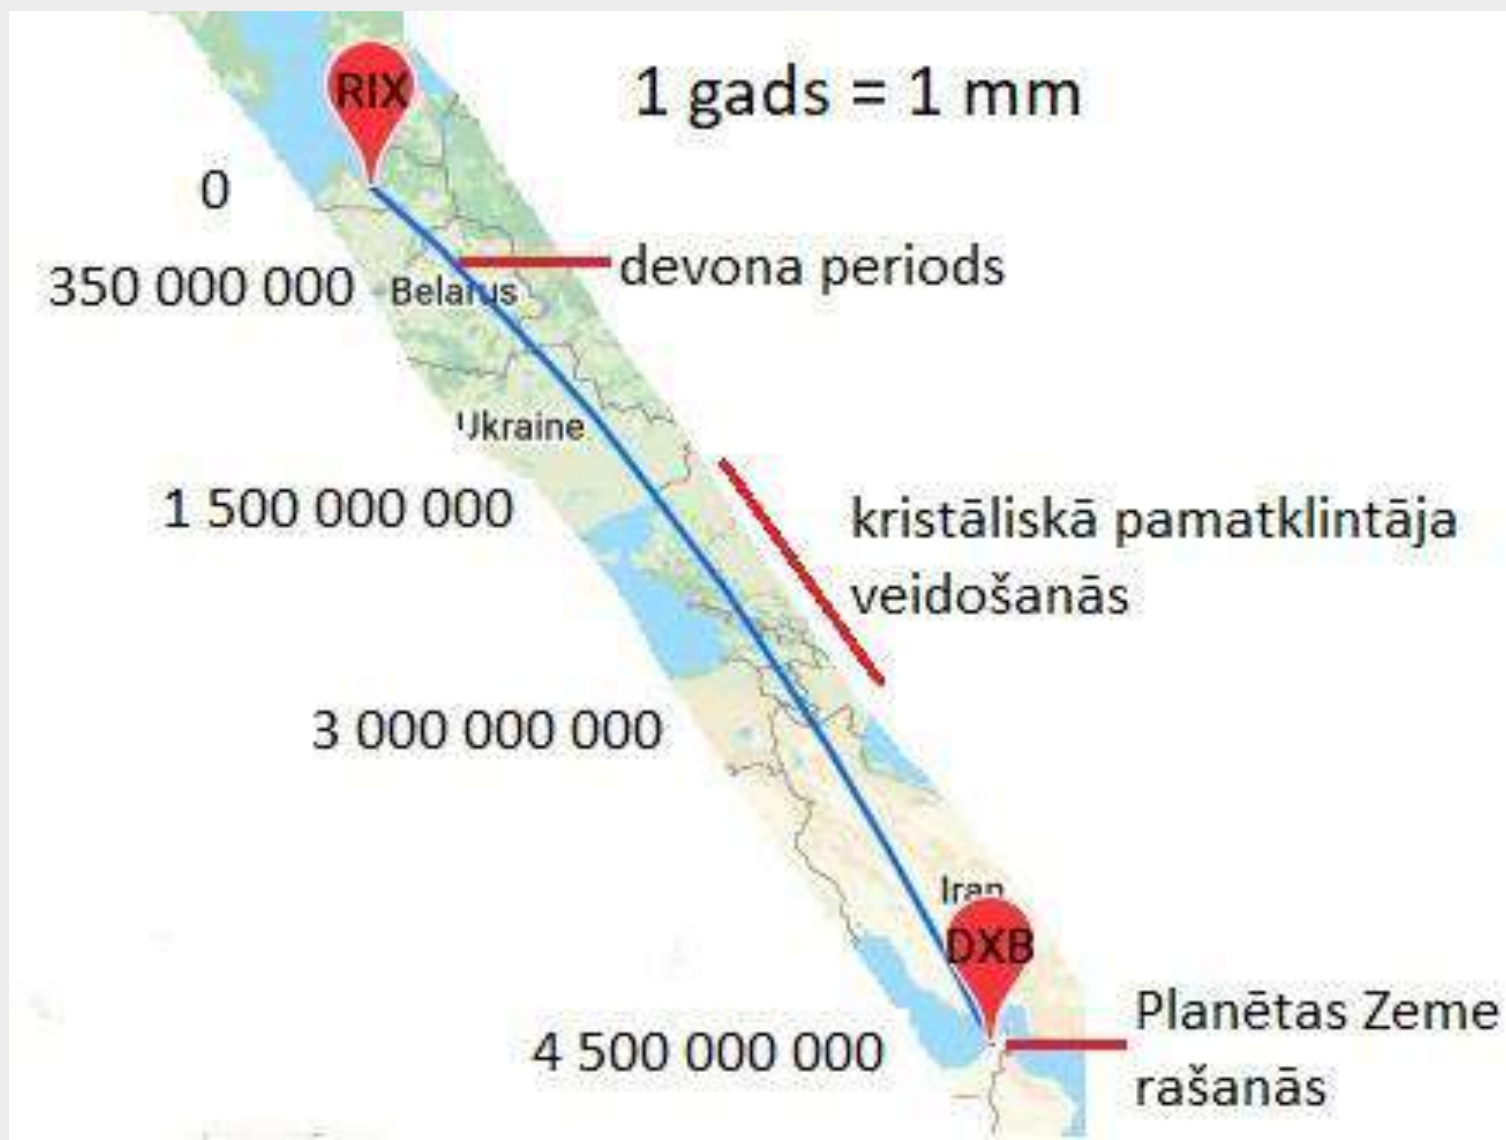 RIX
1 gads = 1 mm
0
devona periods
350 000 000
Belarus
Ukraine
1 500 000 000
kristāliskā pamatklintāja
veidošanās
3 000 000 000
Iran
DXB
Planētas Zeme
rašanās
4 500 000 000